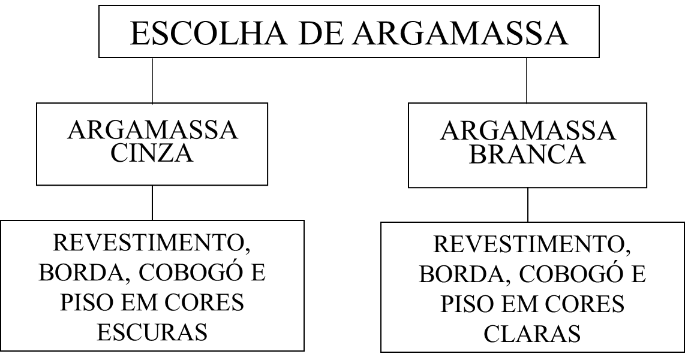 ESCOLHA DE ARGAMASSA
ARGAMASSA
CINZA
REVESTIMENTO,
BORDA, COBOGÓ E
PISO EM CORES
ESCURAS
ARGAMASSA
BRANCA
REVESTIMENTO,
BORDA, COBOGÓ E
PISO EM CORES
CLARAS